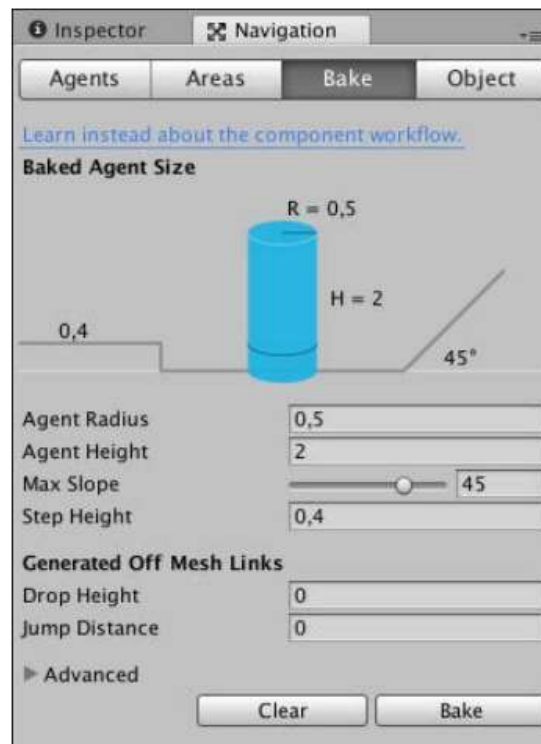 Inspector Navigation
Agents Areas Bake Object
Learn instead about the component workflow.
Baked Agent Size
R = 0,5
H = 2
0,4
45°
Agent Radius 0,5
Agent Height 2
Max Slope 45
Step Height 0,4
Generated Off Mesh Links
Drop Height 0
Jump Distance 0
Advanced
Clear Bake